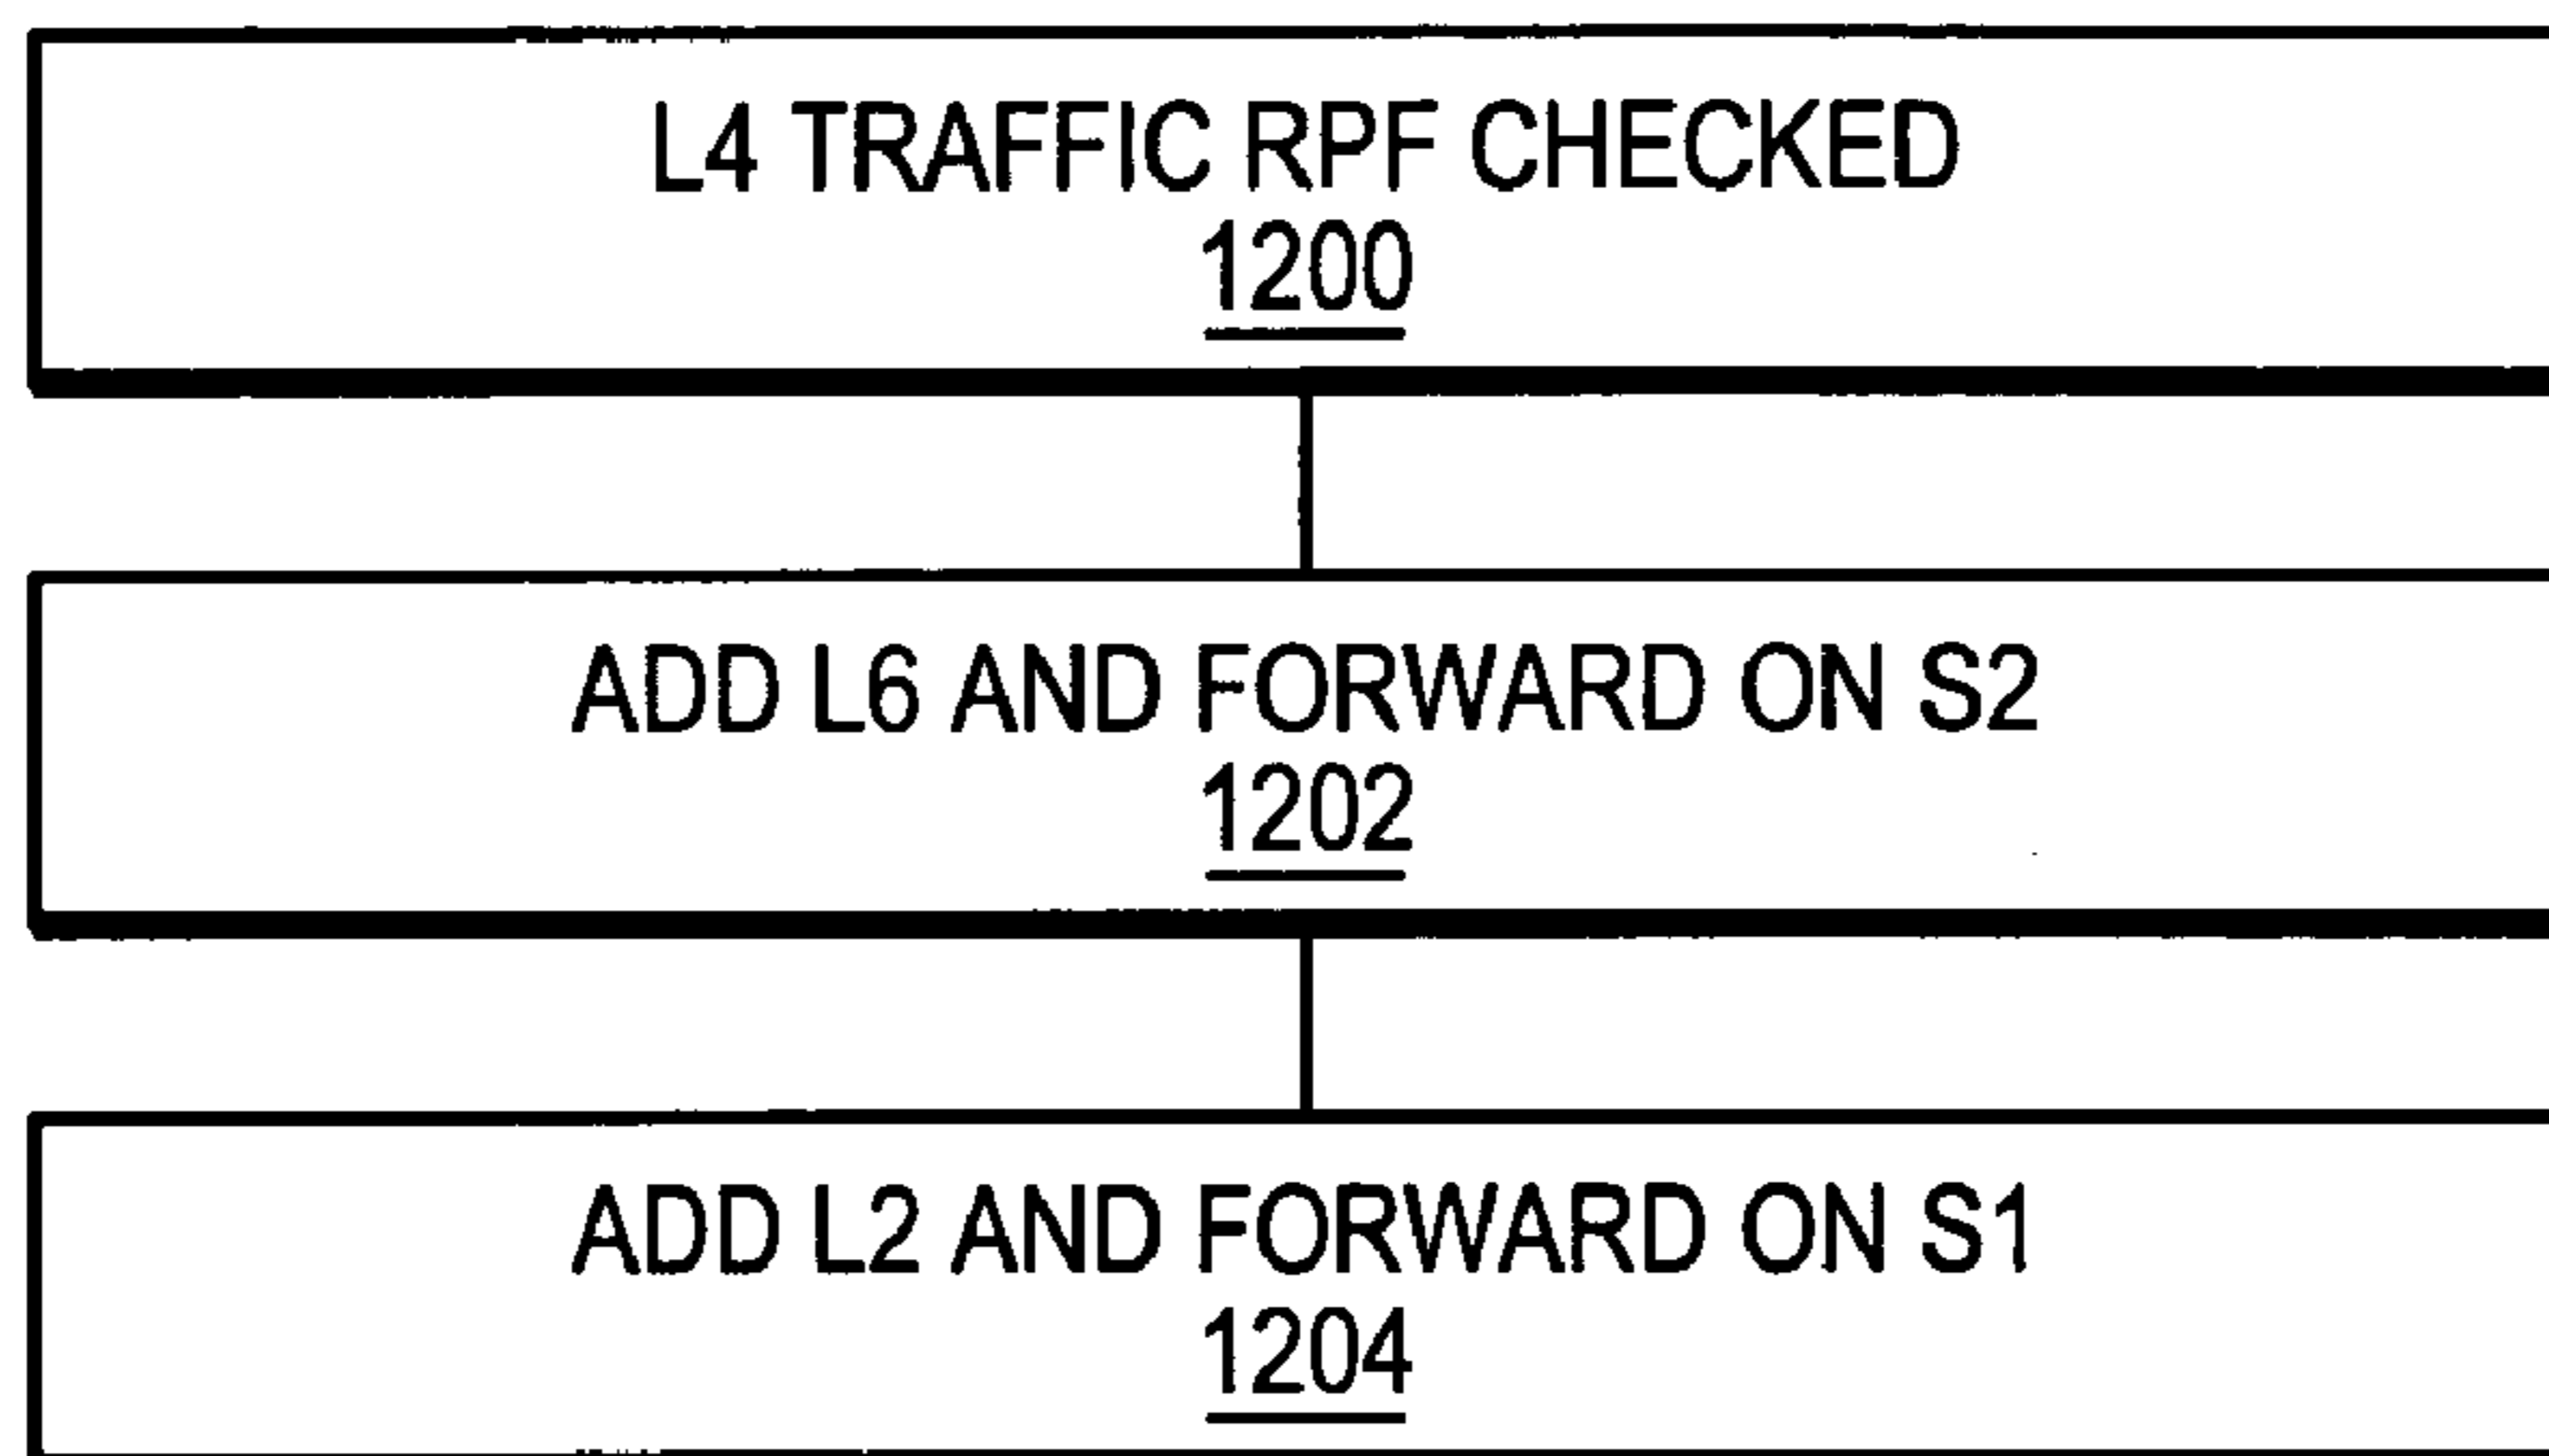 L4 TRAFFIC RPF CHECKED
1200
ADD L6 AND FORWARD ON S2
1202
ADD L2 AND FORWARD ON S1
1204